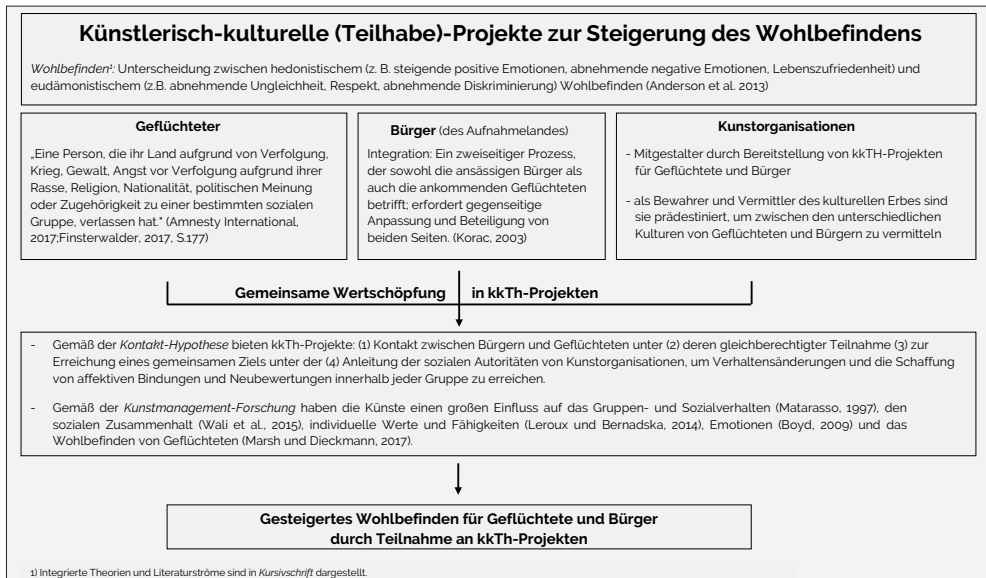 Künstlerisch-kulturelle (Teilhabe)-Projekte zur Steigerung des Wohlbefindens
Wohlbefinden¹: Unterscheidung zwischen hedonistischem (z. B. steigende positive Emotionen, abnehmende negative Emotionen, Lebenszufriedenheit) und
eudämonistischem (z.B. abnehmende Ungleichheit, Respekt, abnehmende Diskriminierung) Wohlbefinden (Anderson et al. 2013)
Geflüchteter
„Eine Person, die ihr Land aufgrund von Verfolgung,
Krieg, Gewalt, Angst vor Verfolgung aufgrund ihrer
Rasse, Religion, Nationalität, politischen Meinung
oder Zugehörigkeit zu einer bestimmten sozialen
Gruppe, verlassen hat." (Amnesty International,
2017;Finsterwalder, 2017, S.177)
Bürger (des Aufnahmelandes)
Integration: Ein zweiseitiger Prozess,
der sowohl die ansässigen Bürger als
auch die ankommenden Geflüchteten
betrifft; erfordert gegenseitige
Anpassung und Beteiligung von
beiden Seiten. (Korac, 2003)
Kunstorganisationen
- Mitgestalter durch Bereitstellung von kkTH-Projekten
für Geflüchtete und Bürger
- als Bewahrer und Vermittler des kulturellen Erbes sind
sie prädestiniert, um zwischen den unterschiedlichen
Kulturen von Geflüchteten und Bürgern zu vermitteln
Gemeinsame Wertschöpfung in kkTh-Projekten
- Gemäß der Kontakt-Hypothese bieten kkTh-Projekte: (1) Kontakt zwischen Bürgern und Geflüchteten unter (2) deren gleichberechtigter Teilnahme (3) zur
Erreichung eines gemeinsamen Ziels unter der (4) Anleitung der sozialen Autoritäten von Kunstorganisationen, um Verhaltensänderungen und die Schaffung
von affektiven Bindungen und Neubewertungen innerhalb jeder Gruppe zu erreichen.
- Gemäß der Kunstmanagement-Forschung haben die Künste einen großen Einfluss auf das Gruppen- und Sozialverhalten (Matarasso, 1997), den
sozialen Zusammenhalt (Wali et al., 2015), individuelle Werte und Fähigkeiten (Leroux und Bernadska, 2014), Emotionen (Boyd, 2009) und das
Wohlbefinden von Geflüchteten (Marsh und Dieckmann, 2017).
Gesteigertes Wohlbefinden für Geflüchtete und Bürger
durch Teilnahme an kkTh-Projekten
1) Integrierte Theorien und Literaturströme sind in Kursivschrift dargestellt.